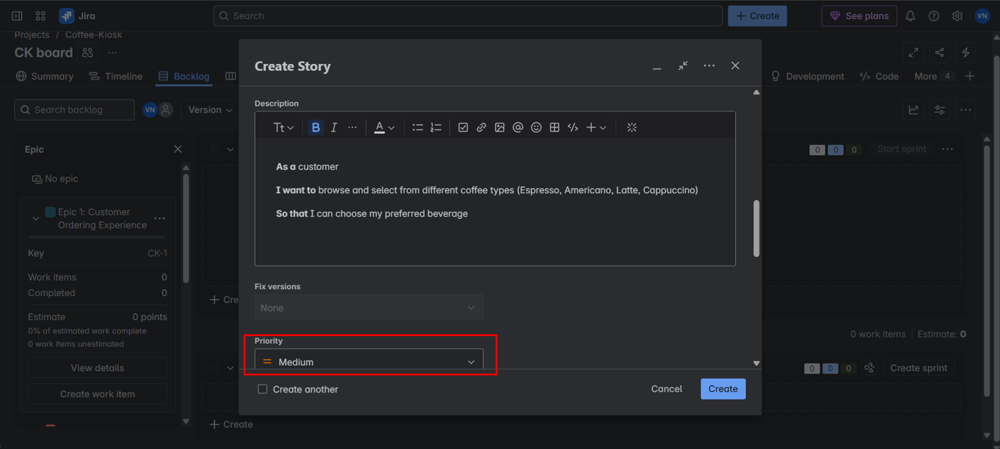 Jira
Search
Create
See plans
VN
Projects / Coffee-Kiosk
CK board
Summary
Timeline
Backlog
Development
Code
More 4
Search backlog
VN
Version
Epic
No epic
Epic 1: Customer
Ordering Experience
Key CK-1
Work items 0
Completed 0
Estimate 0 points
0% of estimated work complete
0 work items unestimated
View details
Create work item
Create Story
Description
Tt
B I
A
As a customer
I want to browse and select from different coffee types (Espresso, Americano, Latte, Cappuccino)
So that I can choose my preferred beverage
Fix versions
None
Priority
Medium
Create another
Cancel
Create
0 0 0 Start sprint
Cre
0 work items Estimate: 0
0 0 0 Create sprint
Create